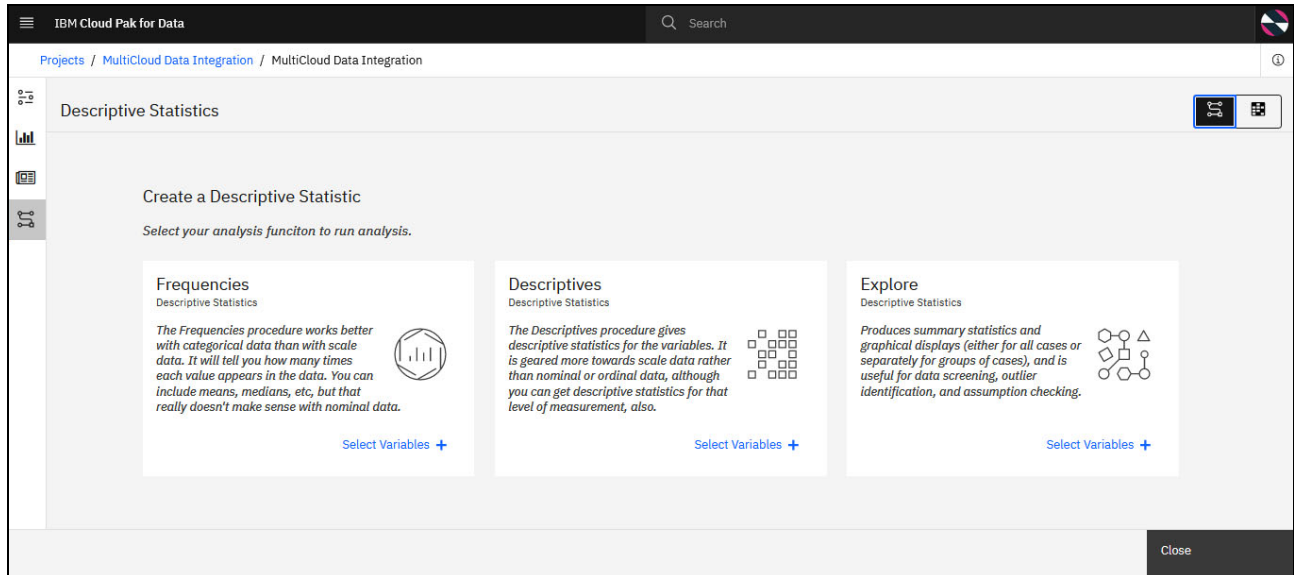 IBM Cloud Pak for Data
Search
Projects / MultiCloud Data Integration / MultiCloud Data Integration
Descriptive Statistics
Create a Descriptive Statistic
Select your analysis funciton to run analysis.
Frequencies
Descriptive Statistics
The Frequencies procedure works better
with categorical data than with scale
data. It will tell you how many times
each value appears in the data. You can
include means, medians, etc, but that
really doesn't make sense with nominal data.
Select Variables +
Descriptives
Descriptive Statistics
The Descriptives procedure gives
descriptive statistics for the variables. It
is geared more towards scale data rather
than nominal or ordinal data, although
you can get descriptive statistics for that
level of measurement, also.
Select Variables +
Explore
Descriptive Statistics
Produces summary statistics and
graphical displays (either for all cases or
separately for groups of cases), and is
useful for data screening, outlier
identification, and assumption checking.
Select Variables +
Close